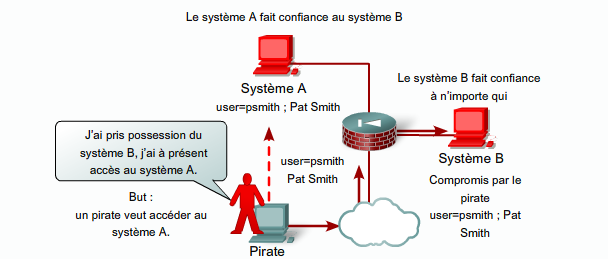 Le système A fait confiance au système B
Système A
user=psmith ; Pat Smith
Le système B fait confiance
à n'importe qui
J'ai pris possession du
système B, j'ai à présent
accès au système A.
user=psmith
Pat Smith
Système B
Compromis par le
pirate
user=psmith ; Pat
Smith
But :
un pirate veut accéder au
système A.
Pirate